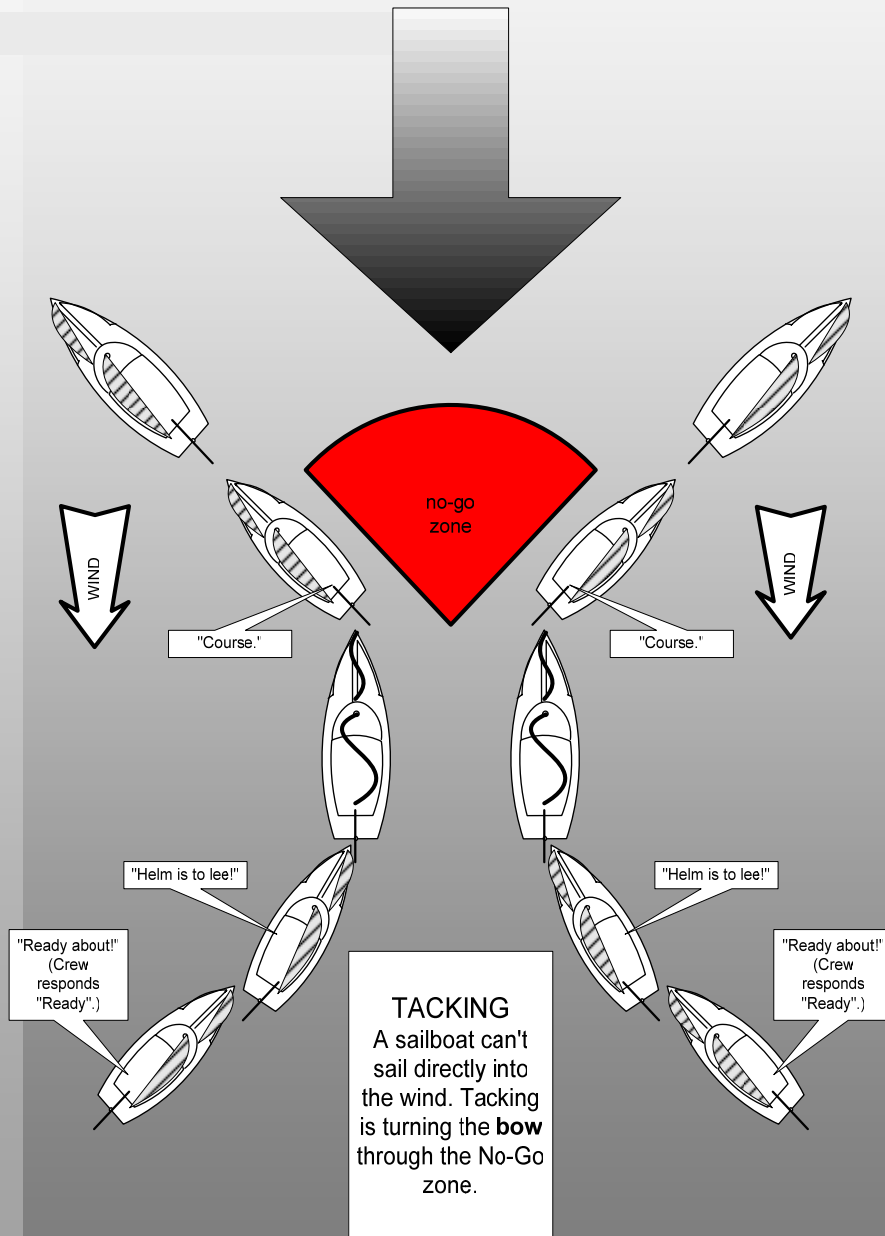 no-go
zone
WIND
WIND
"Course."
"Course."
"Helm is to lee!"
"Helm is to lee!"
"Ready about!"
(Crew
responds
"Ready".)
"Ready about!"
(Crew
responds
"Ready".)
TACKING
A sailboat can't
sail directly into
the wind. Tacking
is turning the bow
through the No-Go
zone.